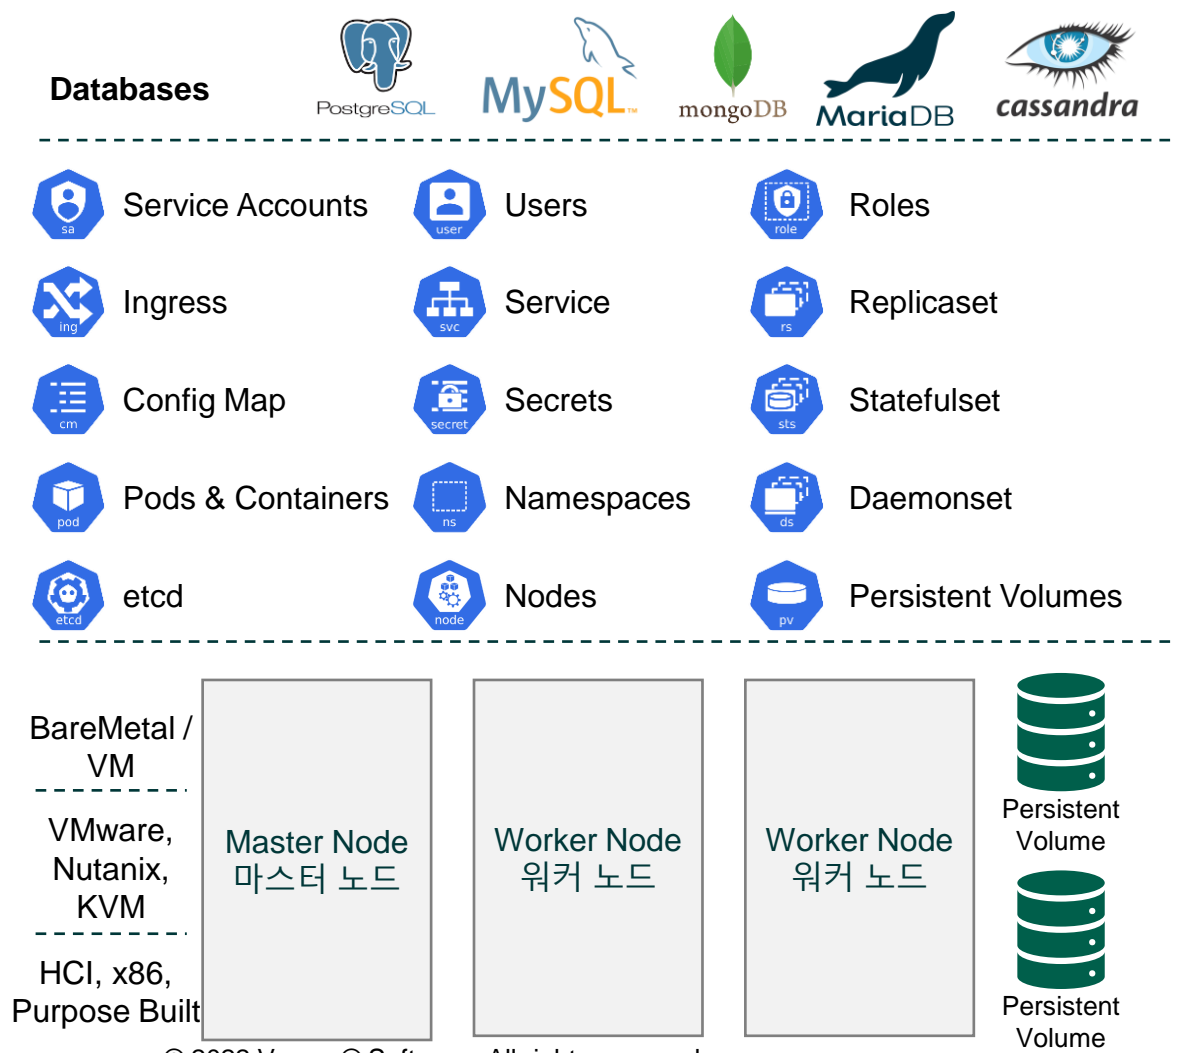 Databases
PostgreSQL
MySQL
mongoDB
MariaDB
cassandra
sa
Service Accounts
user
Users
role
Roles
ing
Ingress
svc
Service
rs
Replicaset
cm
Config Map
secret
Secrets
sts
Statefulset
pod
Pods & Containers
ns
Namespaces
ds
Daemonset
etcd
etcd
node
Nodes
pv
Persistent Volumes
BareMetal /
VM
VMware,
Nutanix,
KVM
HCI, x86,
Purpose Built
Master Node
마스터 노드
Worker Node
워커 노드
Worker Node
워커 노드
Persistent
Volume
Persistent
Volume